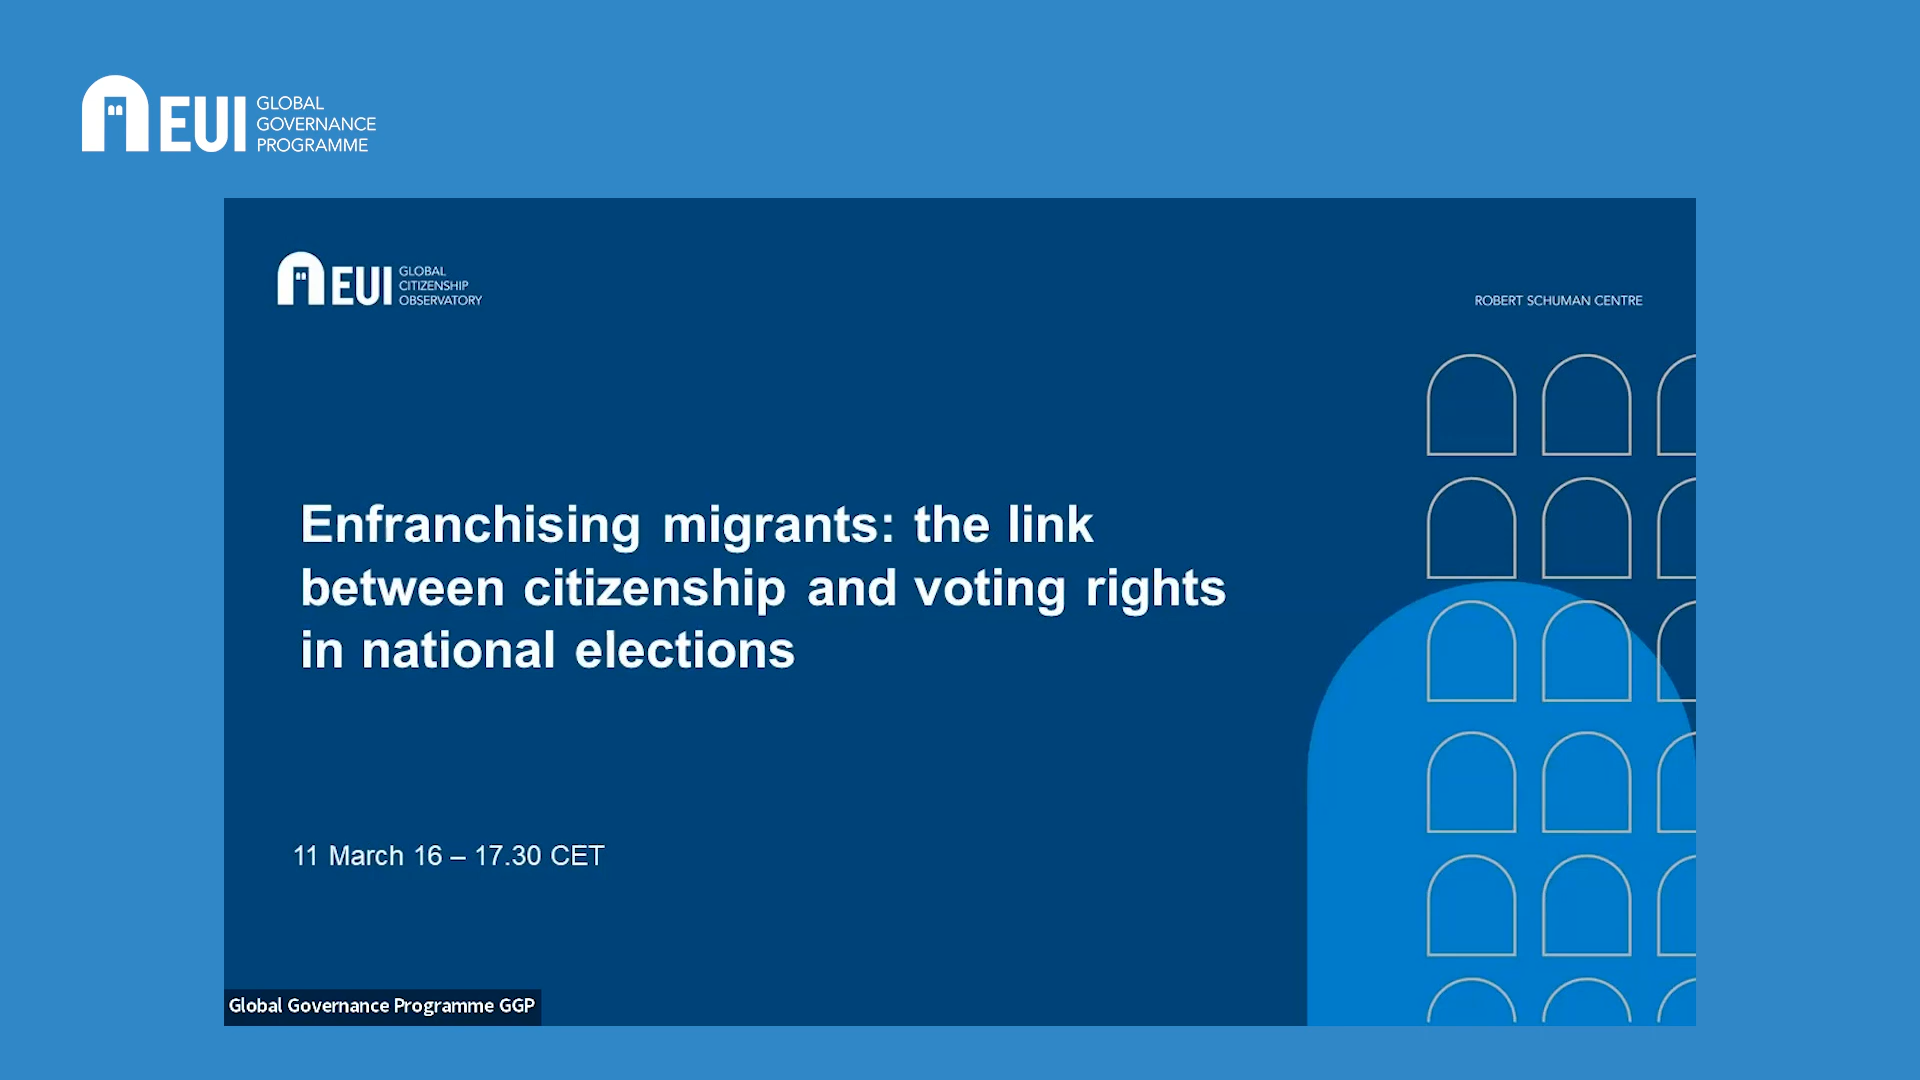 EUI
GLOBAL
GOVERNANCE
PROGRAMME
EUI
GLOBAL
CITIZENSHIP
OBSERVATORY
ROBERT SCHUMAN CENTRE
Enfranchising migrants: the link
between citizenship and voting rights
in national elections
11 March 16 – 17.30 CET
Global Governance Programme GGP